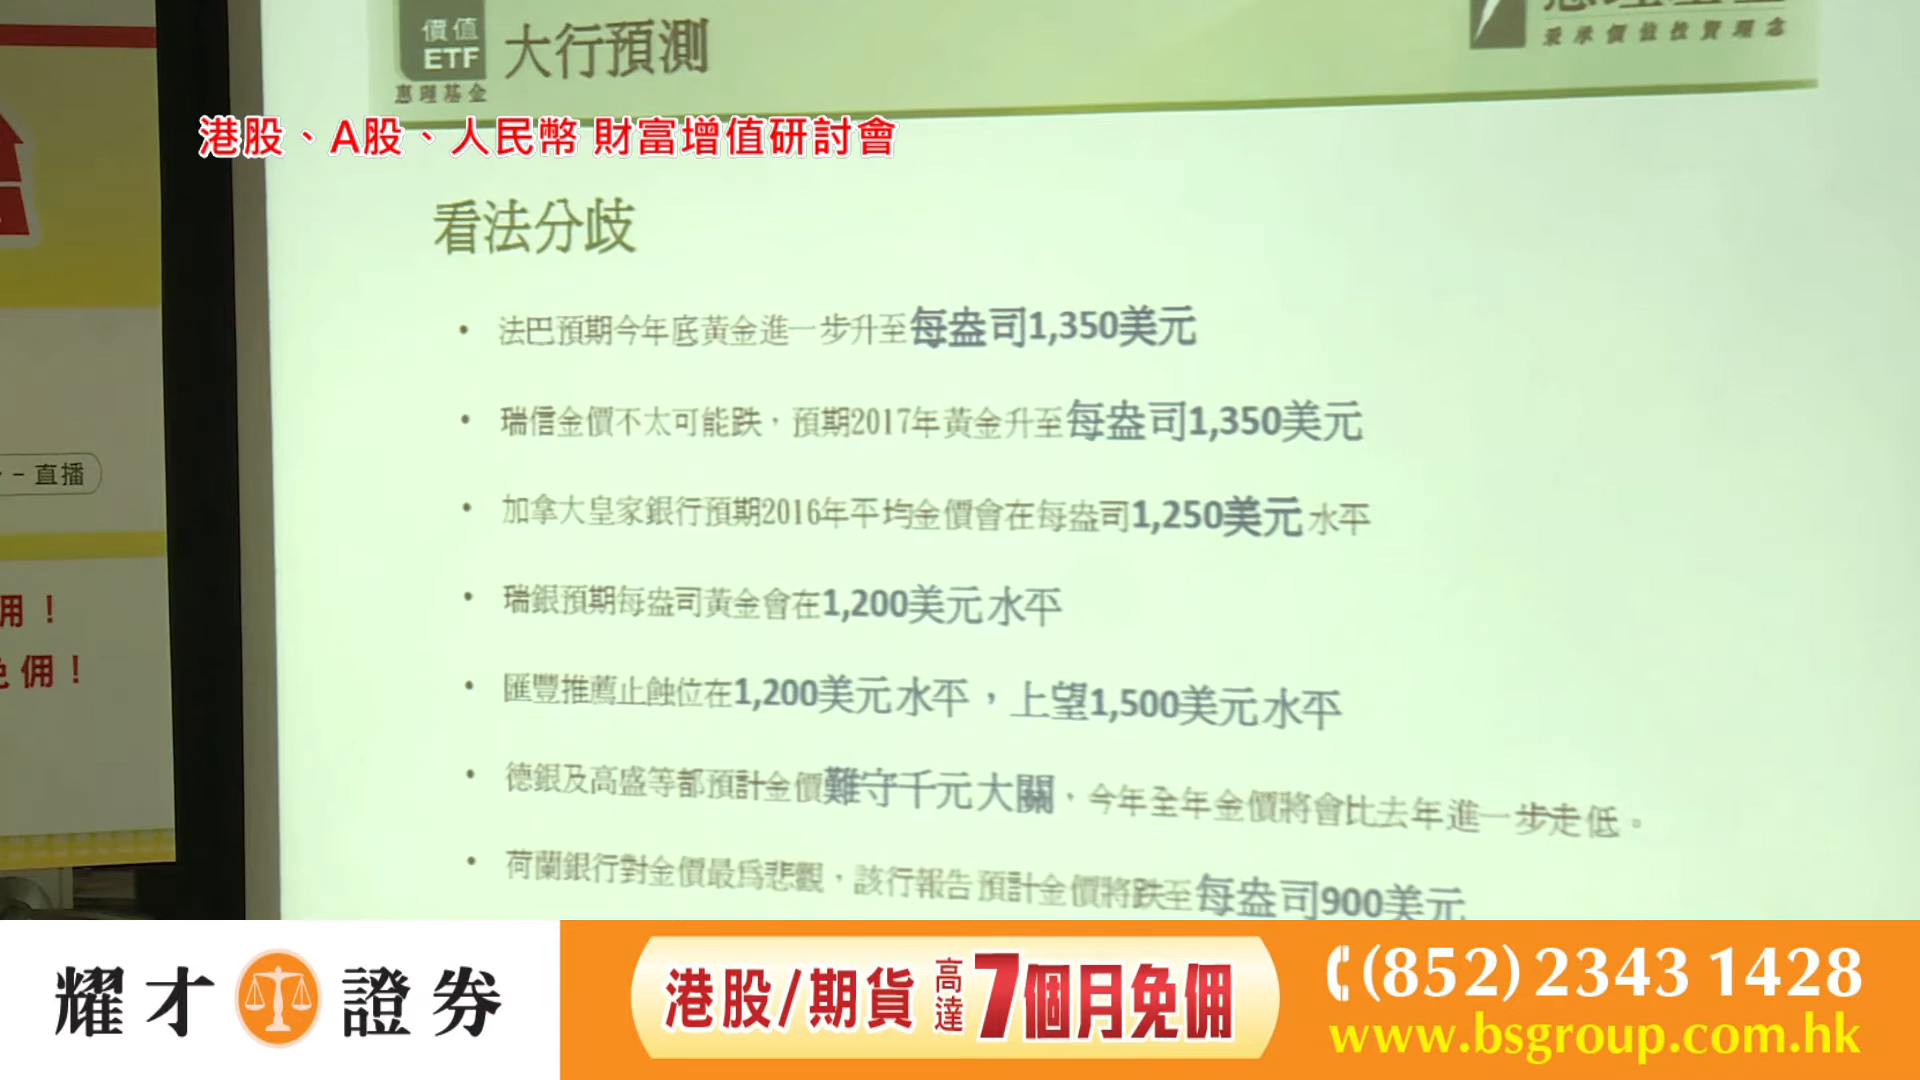 價值
ETF
惠理基金
大行預測
秉承價值投資理念
港股、A股、人民幣 財富增值研討會
看法分歧
• 法巴預期今年底黃金進一步升至每盎司1,350美元
• 瑞信金價不太可能跌，預期2017年黃金升至每盎司1,350美元
• 加拿大皇家銀行預期2016年平均金價會在每盎司1,250美元水平
• 瑞銀預期每盎司黃金會在1,200美元水平
• 匯豐推薦止蝕位在1,200美元水平，上望1,500美元水平
• 德銀及高盛等都預計金價難守千元大關，今年全年金價將會比去年進一步走低。
• 荷蘭銀行對金價最為悲觀，該行報告預計金價將跌至每盎司900美元
- 直播
用！
佣！
耀才證券
港股/期貨 高達7個月免佣
(852) 2343 1428
www.bsgroup.com.hk